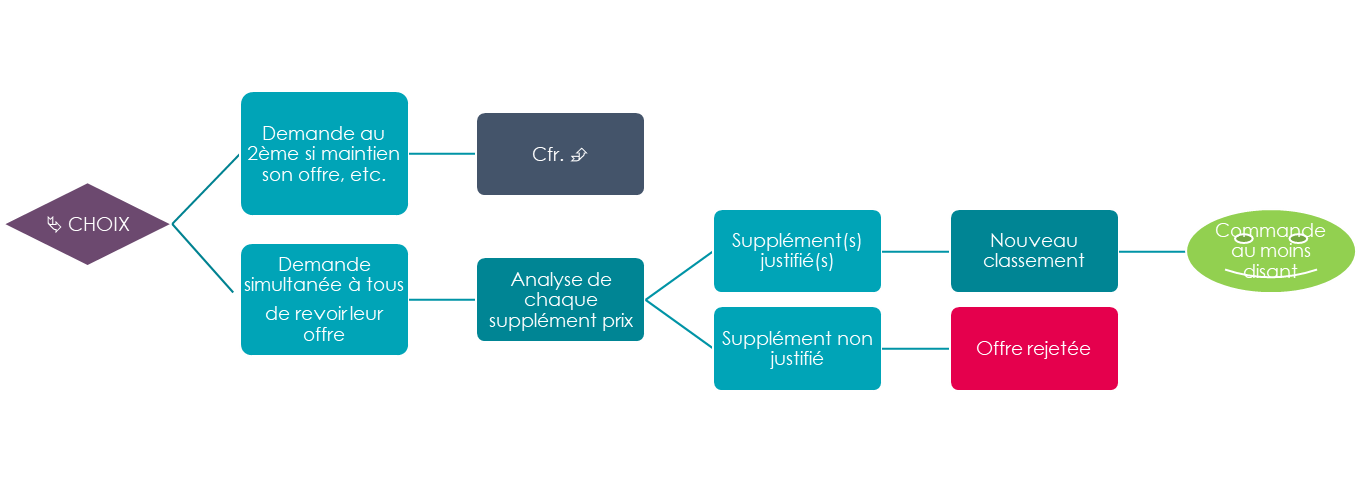 ⮱ CHOIX
Demande au
2ème si maintien
son offre, etc.
Cfr. ⮵
Demande
simultanée à tous
de revoir leur
offre
Analyse de
chaque
supplément prix
Supplément(s)
justifié(s)
Nouveau
classement
Commande
au moins
disant
Supplément non
justifié
Offre rejetée